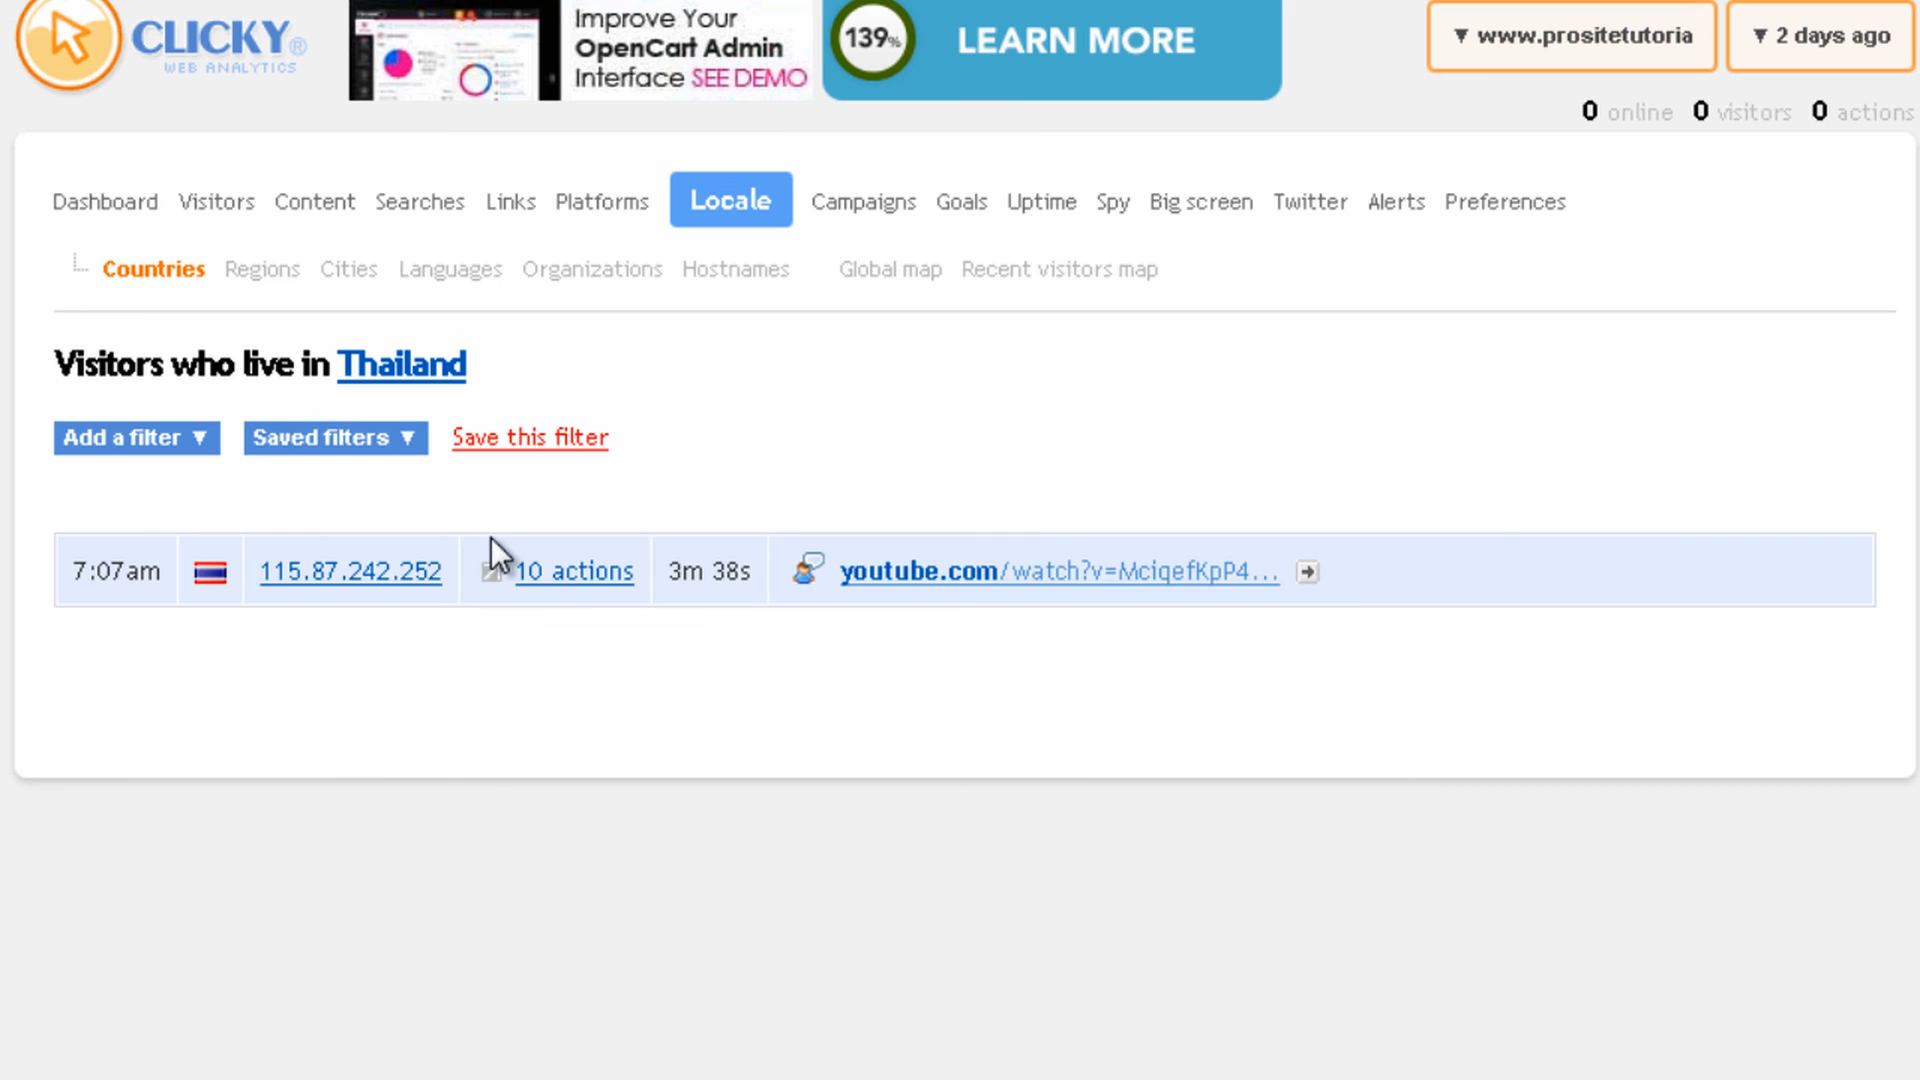 CLICKY®
WEB ANALYTICS
Improve Your
OpenCart Admin
Interface SEE DEMO
139%
LEARN MORE
▼ www.prositetutoria
▼ 2 days ago
0 online 0 visitors 0 actions
Dashboard Visitors Content Searches Links Platforms Locale Campaigns Goals Uptime Spy Big screen Twitter Alerts Preferences
Countries Regions Cities Languages Organizations Hostnames Global map Recent visitors map
Visitors who live in Thailand
Add a filter ▼ Saved filters ▼ Save this filter
7:07am 115.87.242.252 10 actions 3m 38s youtube.com/watch?v=MciqefKpP4...